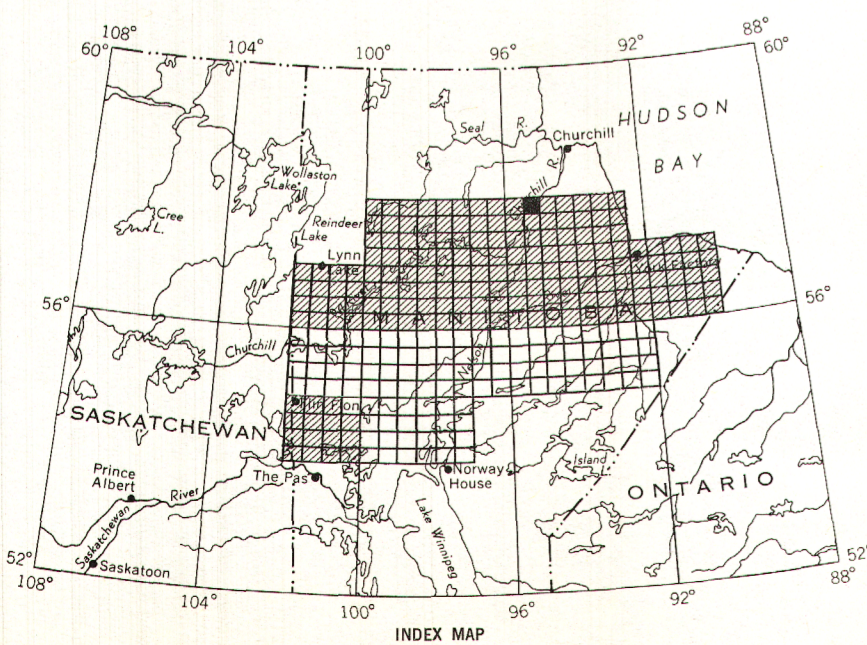 108°
104°
100°
96°
92°
88°
60°
60°
HUDSON
BAY
Seal R.
Churchill
Churchill R.
Wollaston
Lake
Cree
L.
Reindeer
Lake
Lynn
Lake
York Factory
56°
56°
MANITOBA
Churchill
Nelson
Flin Flon
SASKATCHEWAN
Prince
Albert
River
The Pas
Norway
House
Island
L.
ONTARIO
Saskatchewan
Lake Winnipeg
Saskatoon
52°
52°
108°
104°
100°
96°
92°
88°
INDEX MAP